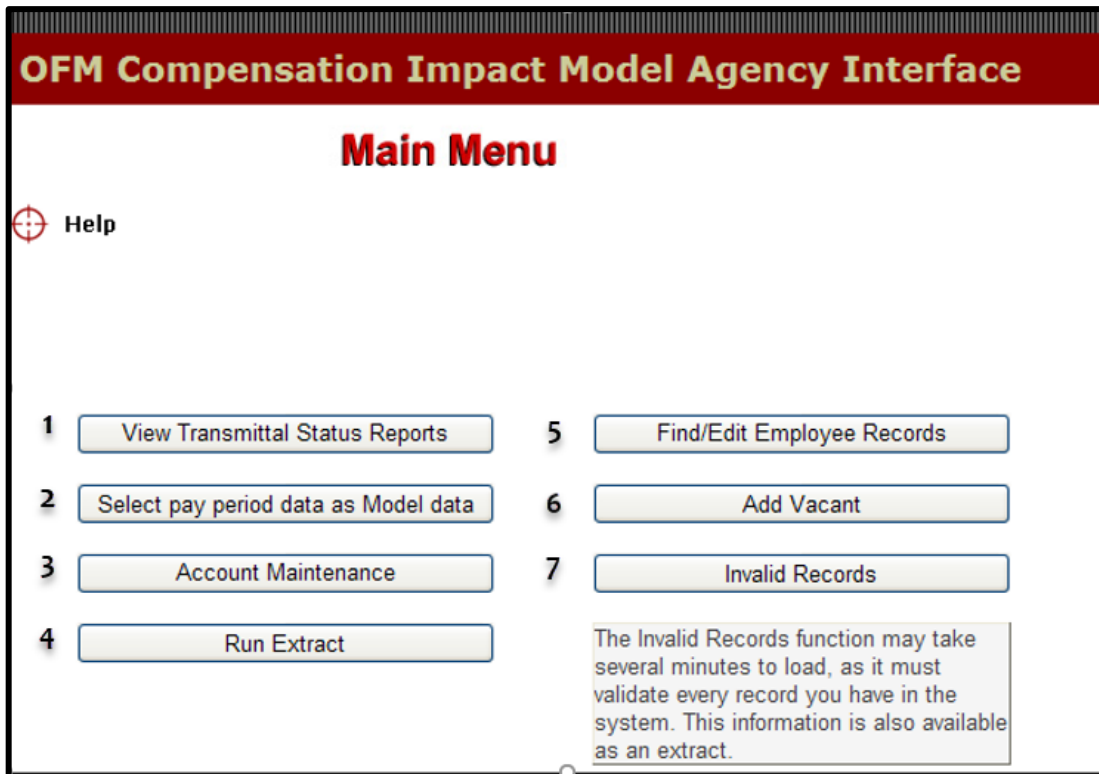 OFM Compensation Impact Model Agency Interface
Main Menu
Help
1 View Transmittal Status Reports
2 Select pay period data as Model data
3 Account Maintenance
4 Run Extract
5 Find/Edit Employee Records
6 Add Vacant
7 Invalid Records
The Invalid Records function may take
several minutes to load, as it must
validate every record you have in the
system. This information is also available
as an extract.